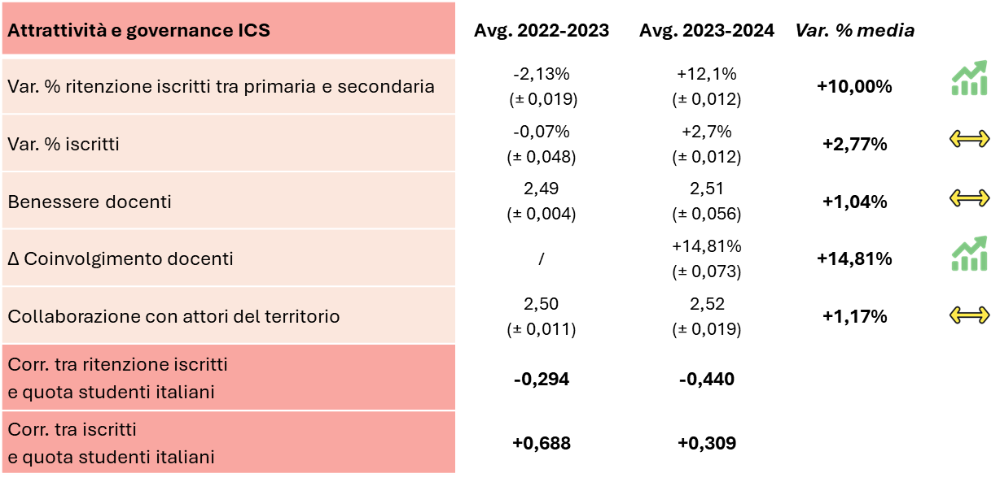 Attrattività e governance ICS Avg. 2022-2023 Avg. 2023-2024 Var. % media
Var. % ritenzione iscritti tra primaria e secondaria -2,13% (± 0,019) +12,1% (± 0,012) +10,00%
Var. % iscritti -0,07% (± 0,048) +2,7% (± 0,012) +2,77%
Benessere docenti 2,49 (± 0,004) 2,51 (± 0,056) +1,04%
Δ Coinvolgimento docenti / +14,81% (± 0,073) +14,81%
Collaborazione con attori del territorio 2,50 (± 0,011) 2,52 (± 0,019) +1,17%
Corr. tra ritenzione iscritti
e quota studenti italiani -0,294 -0,440
Corr. tra iscritti
e quota studenti italiani +0,688 +0,309